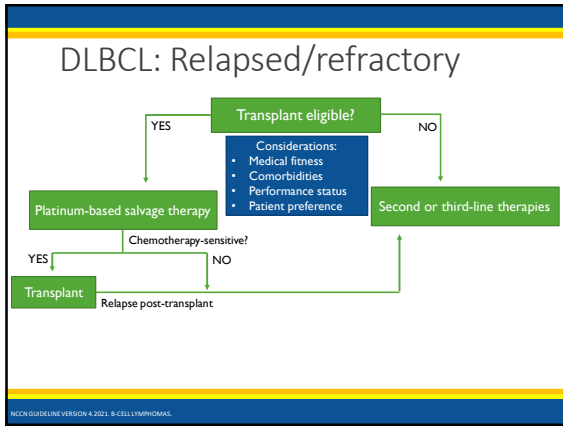 DLBCL: Relapsed/refractory
Transplant eligible?
YES
NO
Considerations:
• Medical fitness
• Comorbidities
• Performance status
• Patient preference
Platinum-based salvage therapy
Second or third-line therapies
Chemotherapy-sensitive?
YES
NO
Transplant
Relapse post-transplant
NCCN GUIDELINE VERSION 4.2021. B-CELL LYMPHOMAS.